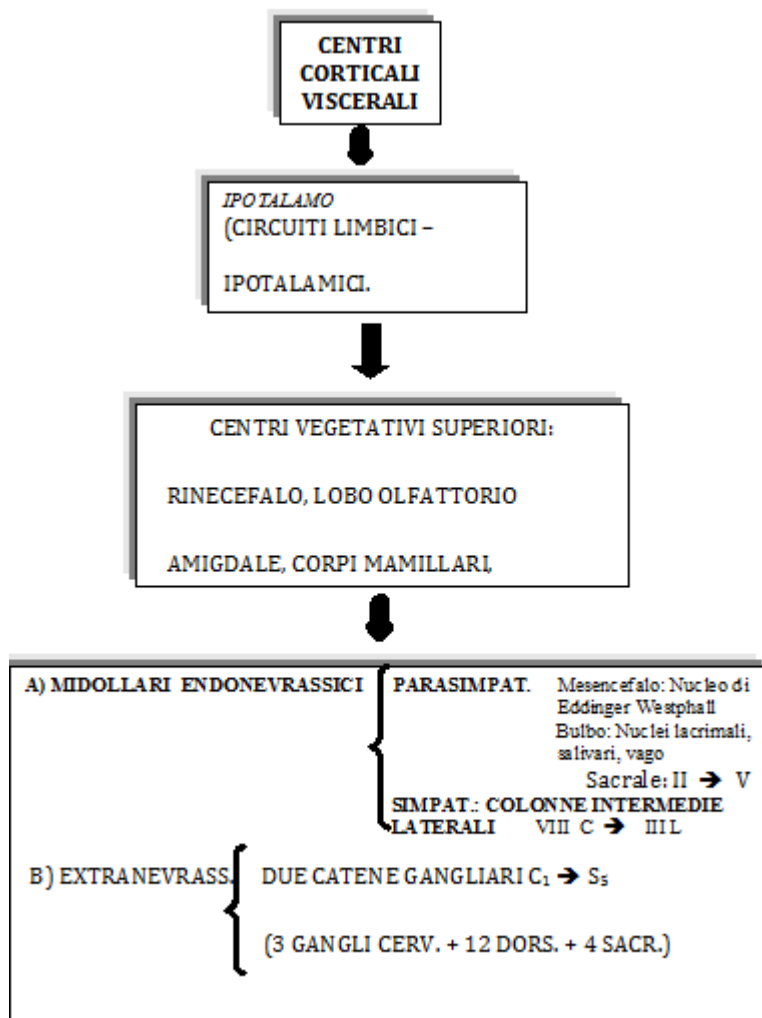 CENTRI
CORTICALI
VISCERALI
IPOTALAMO
(CIRCUITI LIMBICI –
IPOTALAMICI.
CENTRI VEGETATIVI SUPERIORI:
RINECEFALO, LOBO OLFATTORIO
AMIGDALE, CORPI MAMILLARI,
A) MIDOLLARI ENDONEVRASSICI
PARASIMPAT. Mesencefalo: Nucleo di
Eddinger Westphall
Bulbo: Nuclei lacrimali,
salivari, vago
Sacrale: II ➔ V
SIMPAT.: COLONNE INTERMEDIE
LATERALI VIII C ➔ III L
B) EXTRANEVRASS. DUE CATENE GANGLIARI C₁ ➔ S₅
(3 GANGLI CERV. + 12 DORS. + 4 SACR.)